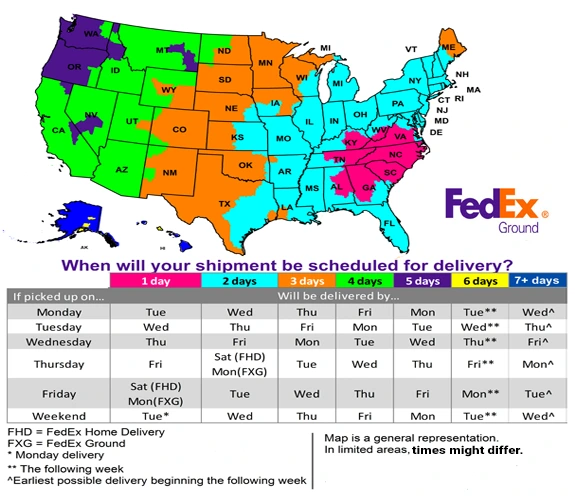 WA
MT
ND
MN
MI
ME
VT
OR
ID
SD
WI
MI
NY
NH
WY
MA
CT RI
IA
NE
PA
NJ
NV
IL
IN
OH
MD
UT
CO
DE
CA
KS
MO
WV
VA
KY
NC
AZ
NM
OK
AR
TN
SC
MS
AL
GA
TX
LA
FL
AK
HI
FedEx®
Ground
When will your shipment be scheduled for delivery?
1 day 2 days 3 days 4 days 5 days 6 days 7+ days
If picked up on... Will be delivered by...
Monday Tue Wed Thu Fri Mon Tue** Wed^
Tuesday Wed Thu Fri Mon Tue Wed** Thu^
Wednesday Thu Fri Mon Tue Wed Thu** Fri^
Thursday Fri Sat (FHD) Mon(FXG) Tue Wed Thu Fri** Mon^
Friday Sat (FHD) Mon(FXG) Tue Wed Thu Fri Mon** Tue^
Weekend Tue* Wed Thu Fri Mon Tue** Wed^
FHD = FedEx Home Delivery
FXG = FedEx Ground
* Monday delivery
** The following week
^Earliest possible delivery beginning the following week
Map is a general representation.
In limited areas, times might differ.